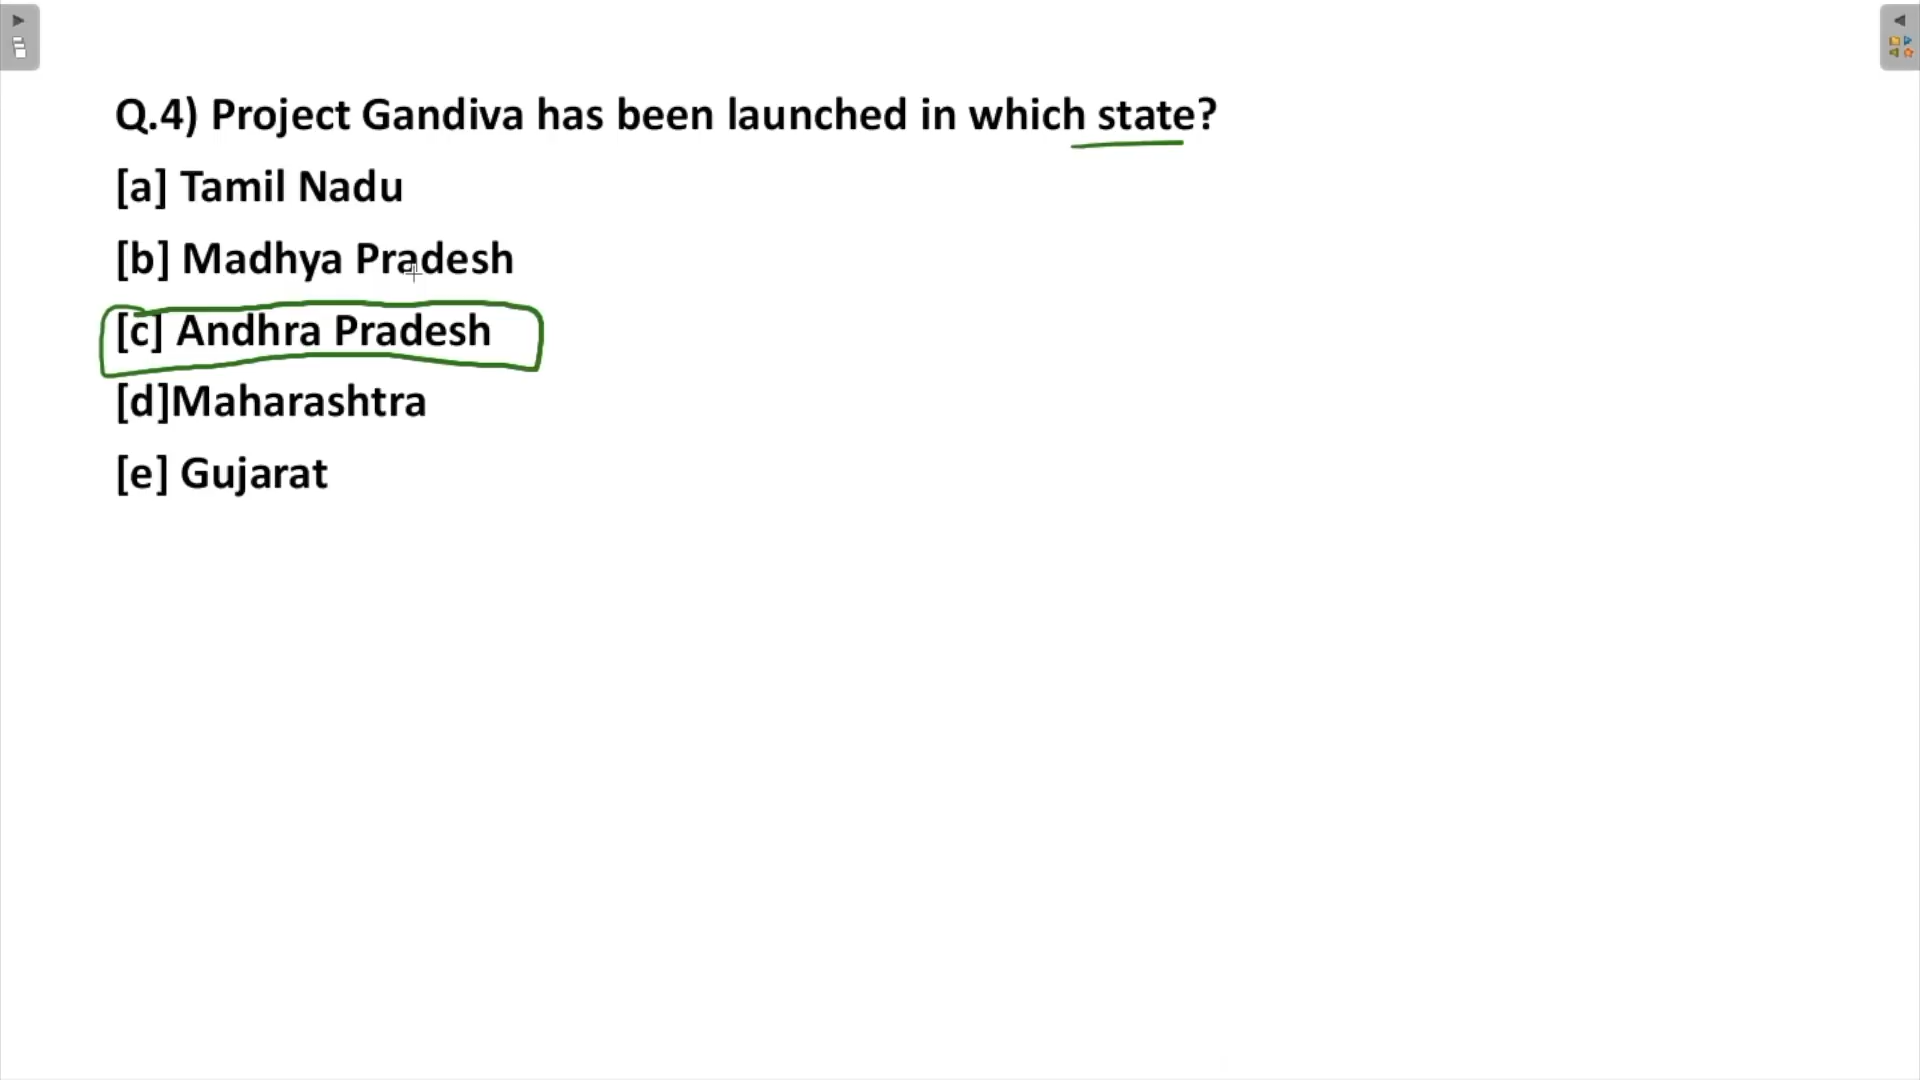 Q.4) Project Gandiva has been launched in which state?
[a] Tamil Nadu
[b] Madhya Pradesh
[c] Andhra Pradesh
[d]Maharashtra
[e] Gujarat